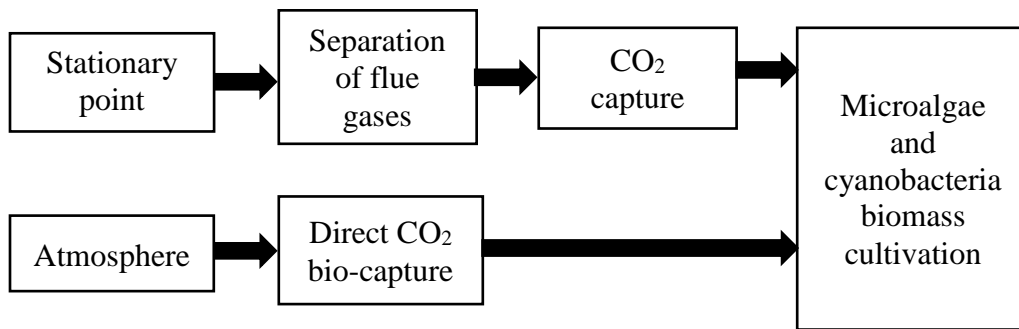 Stationary
point
Separation
of flue
gases
CO₂
capture
Microalgae
and
cyanobacteria
biomass
cultivation
Atmosphere
Direct CO₂
bio-capture